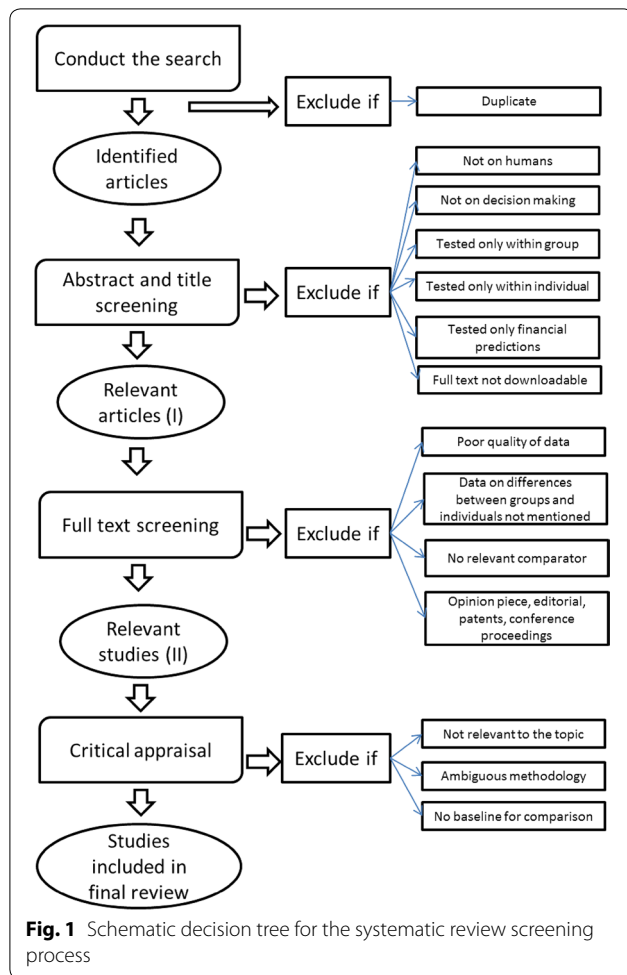 Conduct the search
Exclude if
Duplicate
Identified
articles
Not on humans
Not on decision making
Tested only within group
Abstract and title
screening
Exclude if
Tested only within individual
Tested only financial
predictions
Full text not downloadable
Relevant
articles (I)
Poor quality of data
Data on differences
between groups and
individuals not mentioned
Full text screening
Exclude if
No relevant comparator
Opinion piece, editorial,
patents, conference
proceedings
Relevant
studies (II)
Not relevant to the topic
Critical appraisal
Exclude if
Ambiguous methodology
No baseline for comparison
Studies
included in
final review
Fig. 1 Schematic decision tree for the systematic review screening
process